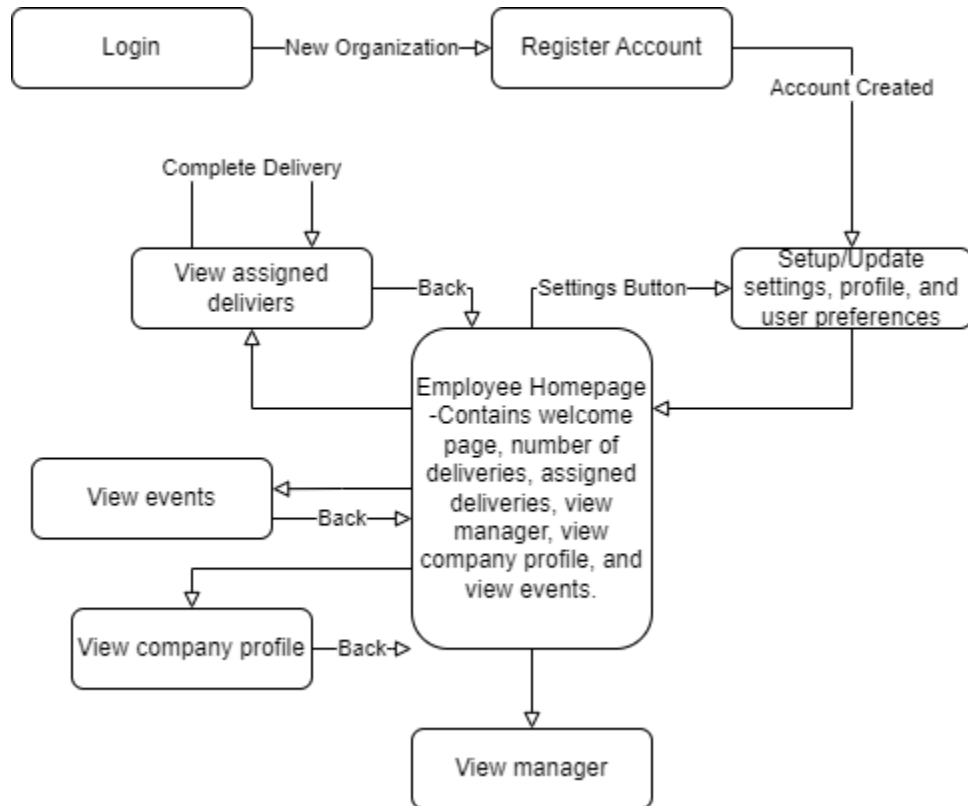 Login
New Organization
Register Account
Account Created
Complete Delivery
View assigned
deliviers
Back
Settings Button
Setup/Update
settings, profile, and
user preferences
Employee Homepage
-Contains welcome
page, number of
deliveries, assigned
deliveries, view
manager, view
company profile, and
view events.
View events
Back
View company profile
Back
View manager